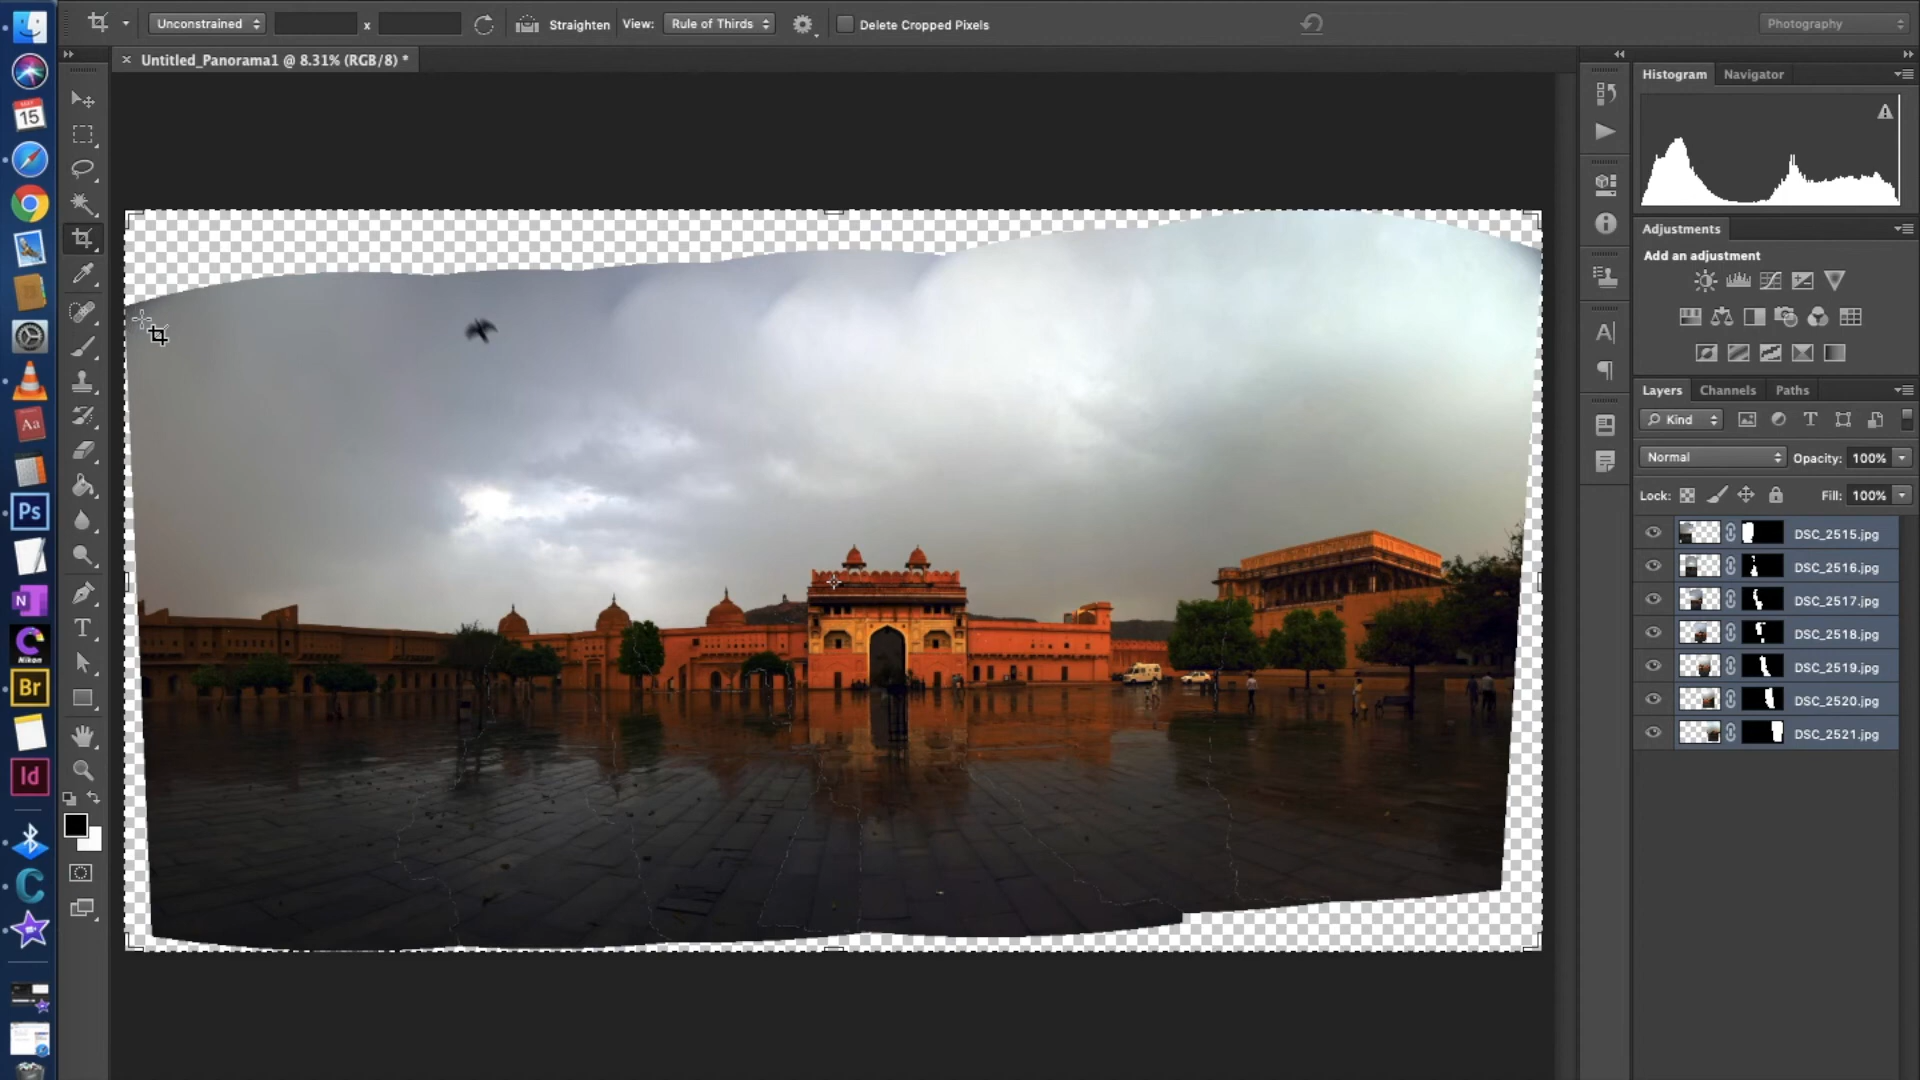 Unconstrained
x
Straighten
View:
Rule of Thirds
Delete Cropped Pixels
Photography
× Untitled_Panorama1 @ 8.31% (RGB/8) *
Histogram
Navigator
Adjustments
Add an adjustment
Layers
Channels
Paths
Kind
Normal
Opacity: 100%
Lock:
Fill: 100%
DSC_2515.jpg
DSC_2516.jpg
DSC_2517.jpg
DSC_2518.jpg
DSC_2519.jpg
DSC_2520.jpg
DSC_2521.jpg
15
Aa
Ps
N
Nikon
Br
Id
T
A